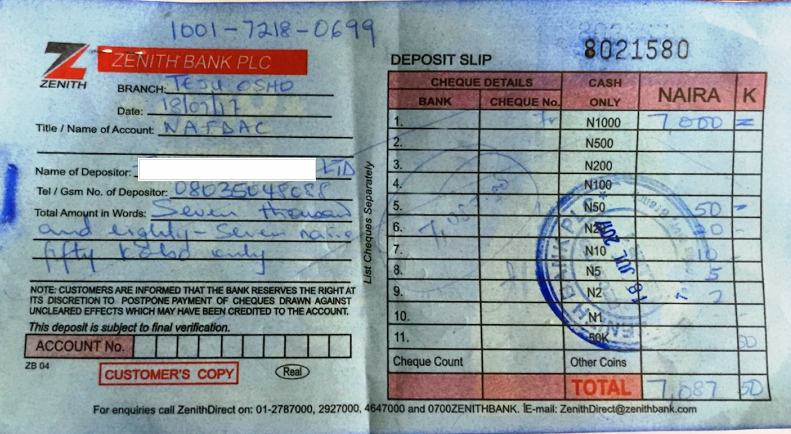 1001-7218-0699
ZENITH
ZENITH BANK PLC
BRANCH: TEJU OSHO
Date: 18/07/17
Title / Name of Account: NAFDAC
Name of Depositor: LTD
Tel / Gsm No. of Depositor:
Total Amount in Words: Seven thousand
and eighty-Seven naira
fifty kobo only
NOTE: CUSTOMERS ARE INFORMED THAT THE BANK RESERVES THE RIGHT AT
ITS DISCRETION TO POSTPONE PAYMENT OF CHEQUES DRAWN AGAINST
UNCLEARED EFFECTS WHICH MAY HAVE BEEN CREDITED TO THE ACCOUNT.
This deposit is subject to final verification.
ACCOUNT No.
ZB 04
CUSTOMER'S COPY
Real
List Cheques Separately
DEPOSIT SLIP
8021580
CHEQUE DETAILS CASH ONLY NAIRA K
BANK CHEQUE No.
1. N1000 7,000 =
2. N500
3. N200
4. N100
5. N50 50 -
6. N20 20 -
7. N10 10 -
8. N5 5
9. N2 2
10. N1
11. 50K 50
Cheque Count Other Coins
TOTAL 7,087 50
ZENITH BANK PLC
18 JUL 2017
For enquiries call ZenithDirect on: 01-2787000, 2927000, 4647000 and 0700ZENITHBANK. E-mail: ZenithDirect@zenithbank.com